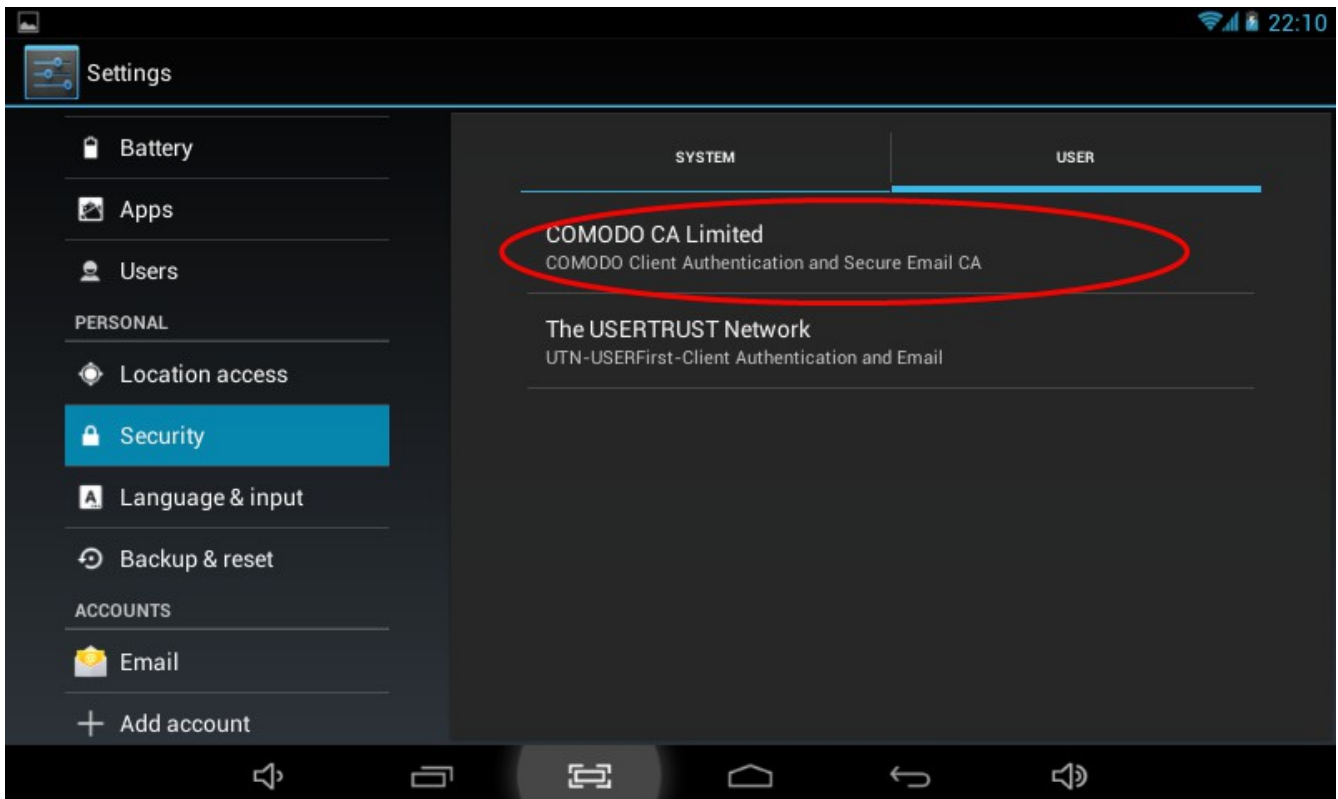 22:10
Settings
Battery
Apps
Users
PERSONAL
Location access
Security
Language & input
Backup & reset
ACCOUNTS
Email
Add account
SYSTEM USER
COMODO CA Limited
COMODO Client Authentication and Secure Email CA
The USERTRUST Network
UTN-USERFirst-Client Authentication and Email